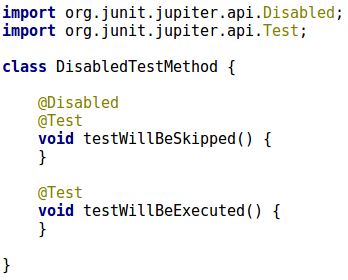 import org.junit.jupiter.api.Disabled;
import org.junit.jupiter.api.Test;

class DisabledTestMethod {

    @Disabled
    @Test
    void testWillBeSkipped() {
    }

    @Test
    void testWillBeExecuted() {
    }

}